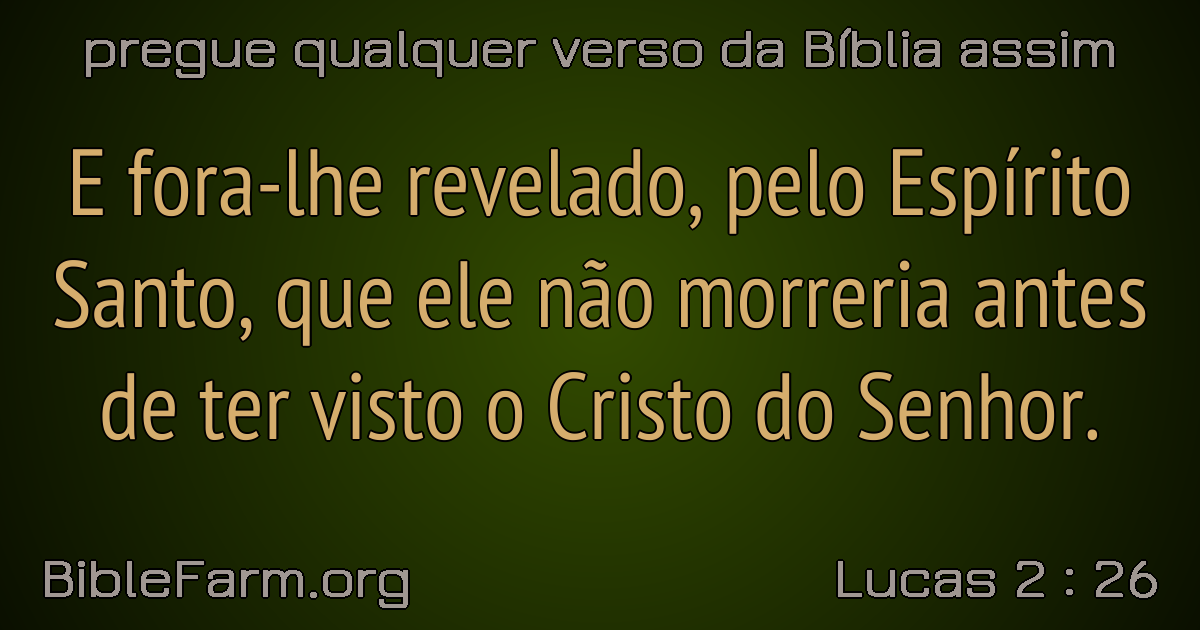 pregue qualquer verso da Bíblia assim
E fora-lhe revelado, pelo Espírito
Santo, que ele não morreria antes
de ter visto o Cristo do Senhor.
BibleFarm.org
Lucas 2 : 26